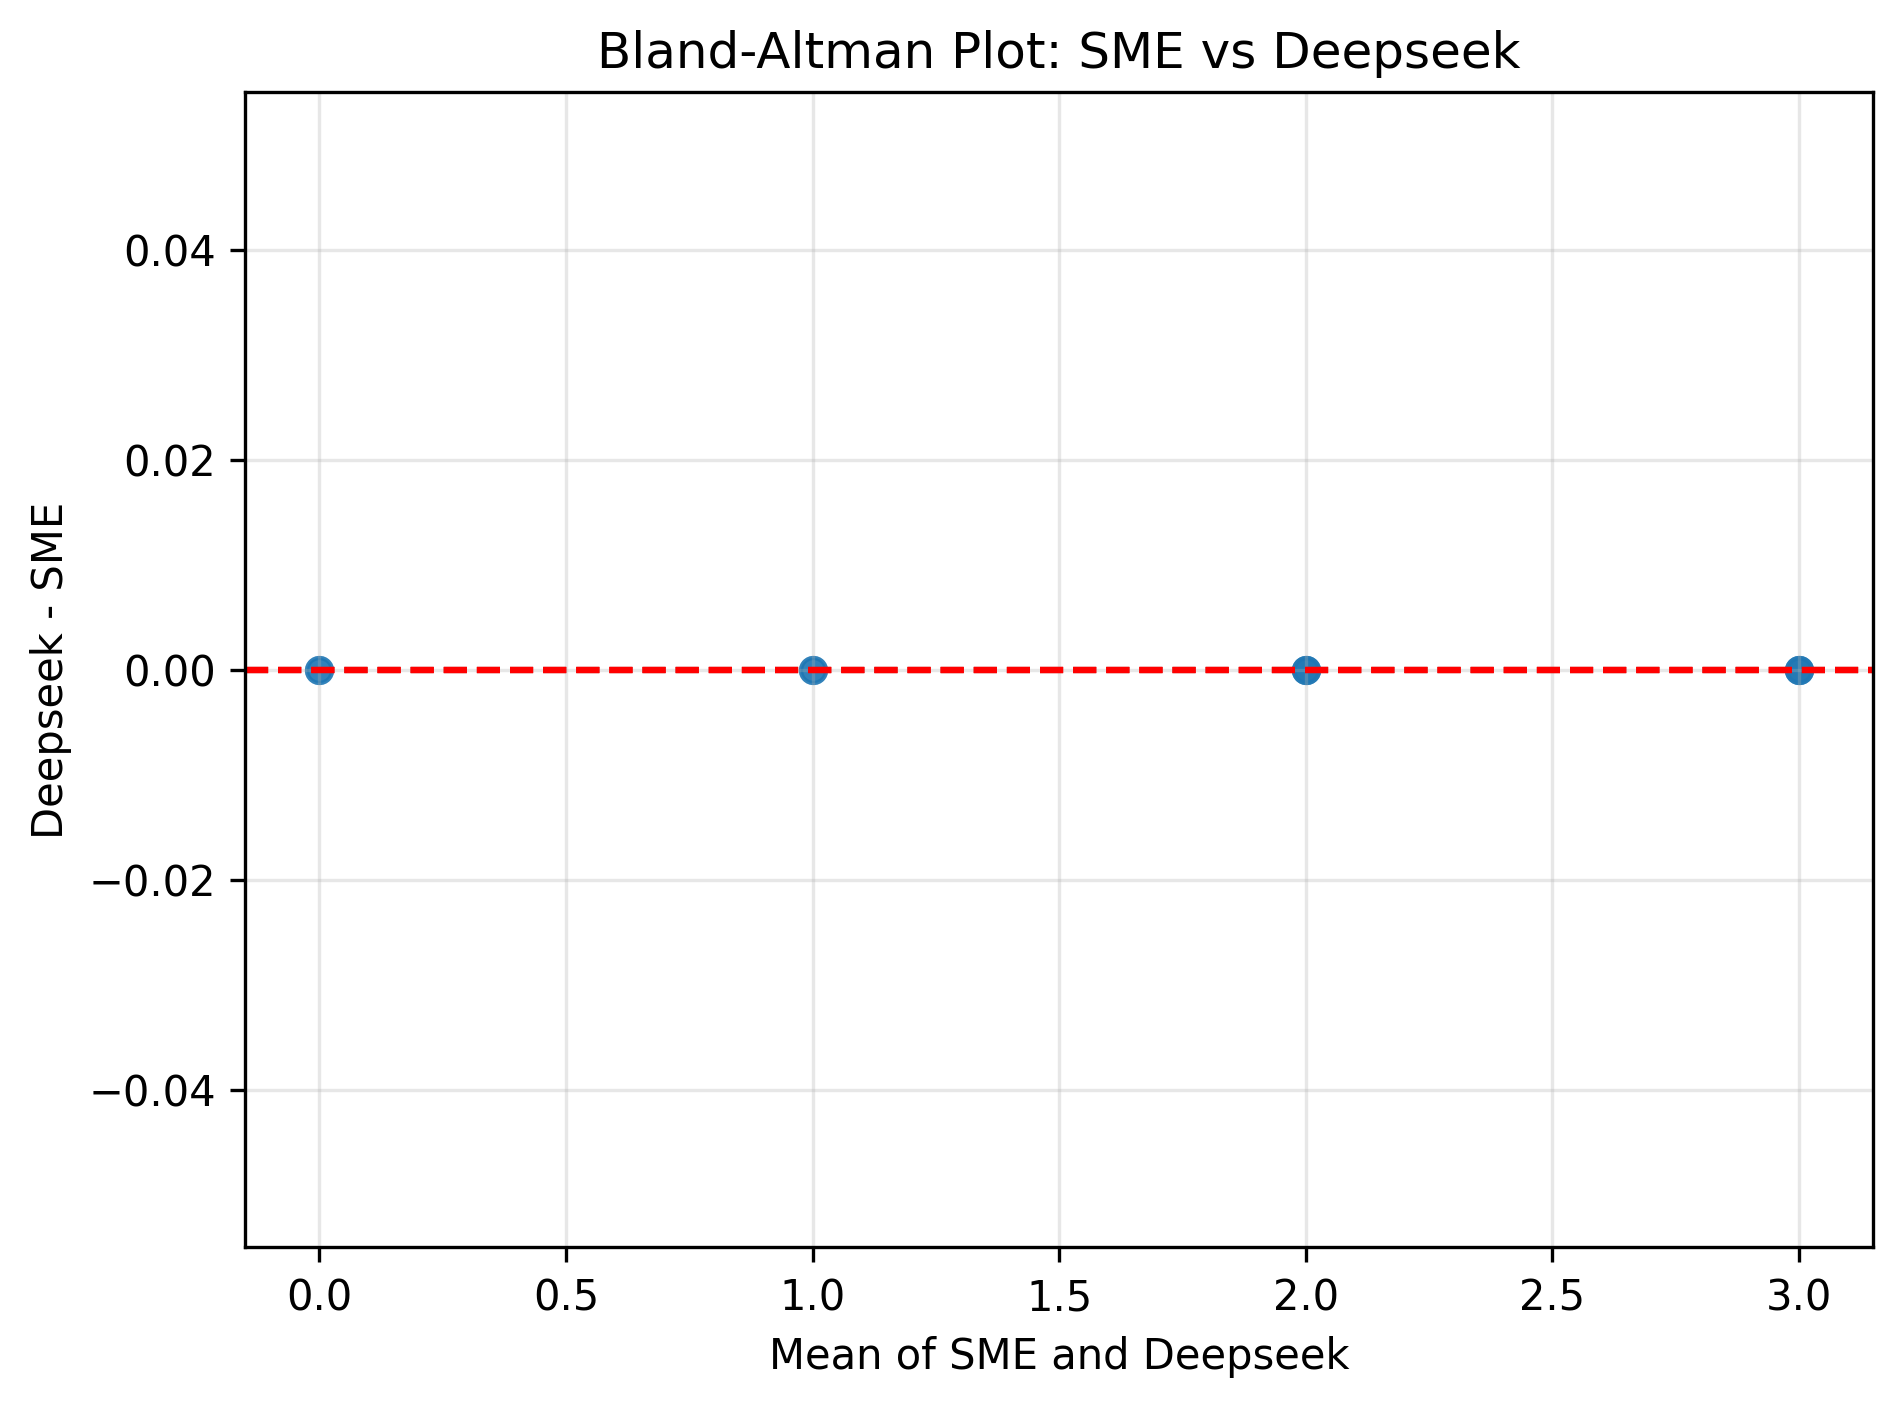 Bland-Altman Plot: SME vs Deepseek
Deepseek - SME
0.04
0.02
0.00
−0.02
−0.04
0.0 0.5 1.0 1.5 2.0 2.5 3.0
Mean of SME and Deepseek